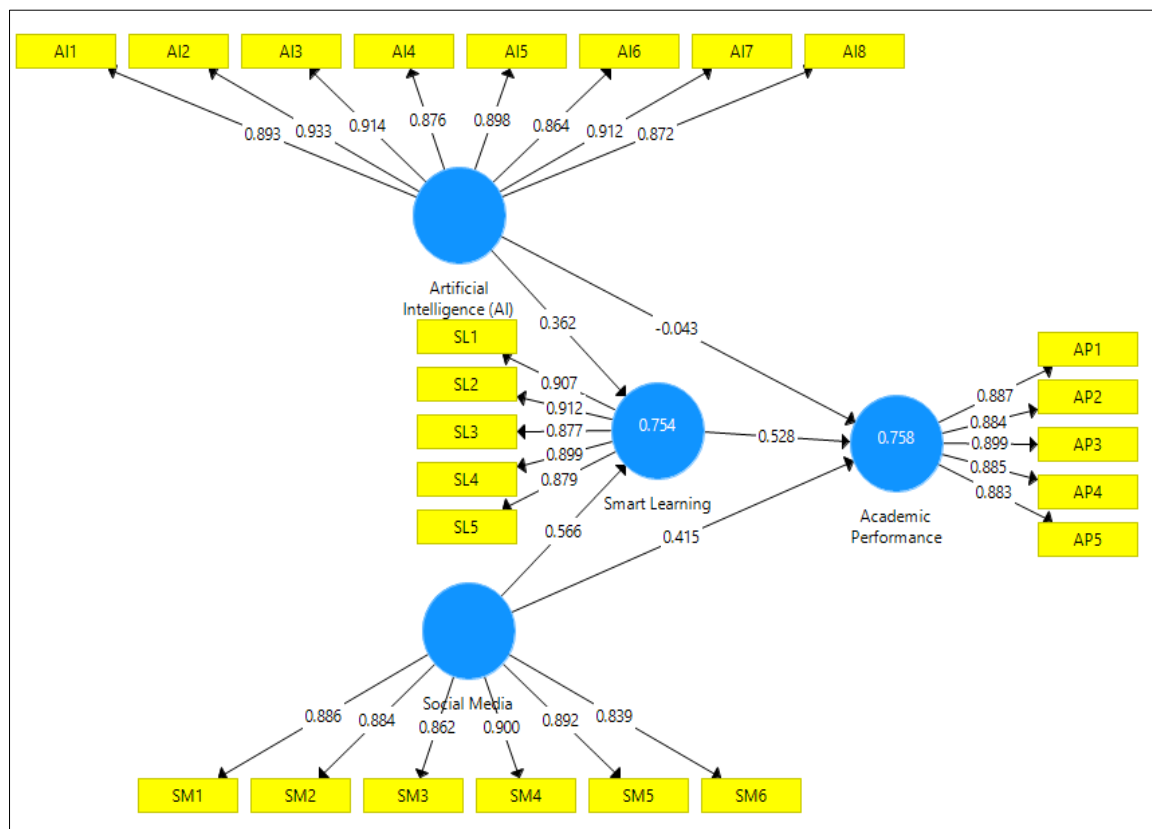 AI1 AI2 AI3 AI4 AI5 AI6 AI7 AI8
0.893 0.933 0.914 0.876 0.898 0.864 0.912 0.872
Artificial
Intelligence (AI)
0.362
-0.043
SL1
SL2
SL3
SL4
SL5
0.907
0.912
0.877
0.899
0.879
0.754
Smart Learning
0.528
0.758
Academic
Performance
AP1
AP2
AP3
AP4
AP5
0.887
0.884
0.899
0.885
0.883
0.566
0.415
Social Media
0.886 0.884 0.862 0.900 0.892 0.839
SM1 SM2 SM3 SM4 SM5 SM6